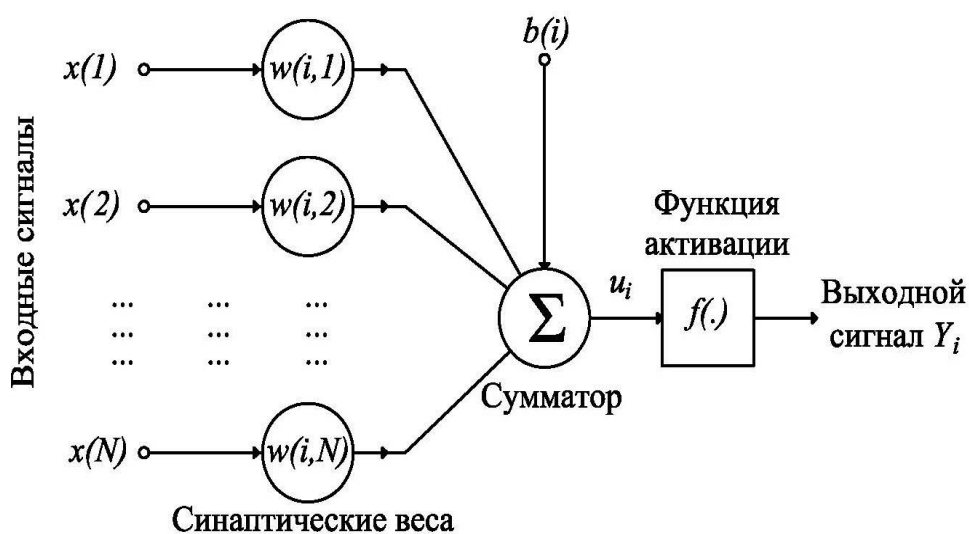 b(i)
x(1)
w(i,1)
x(2)
w(i,2)
Входные сигналы
Функция
активации
... ... ...
... ... ...
... ... ...
Σ
u_i
f(.)
Выходной
сигнал Y_i
Сумматор
x(N)
w(i,N)
Синаптические веса